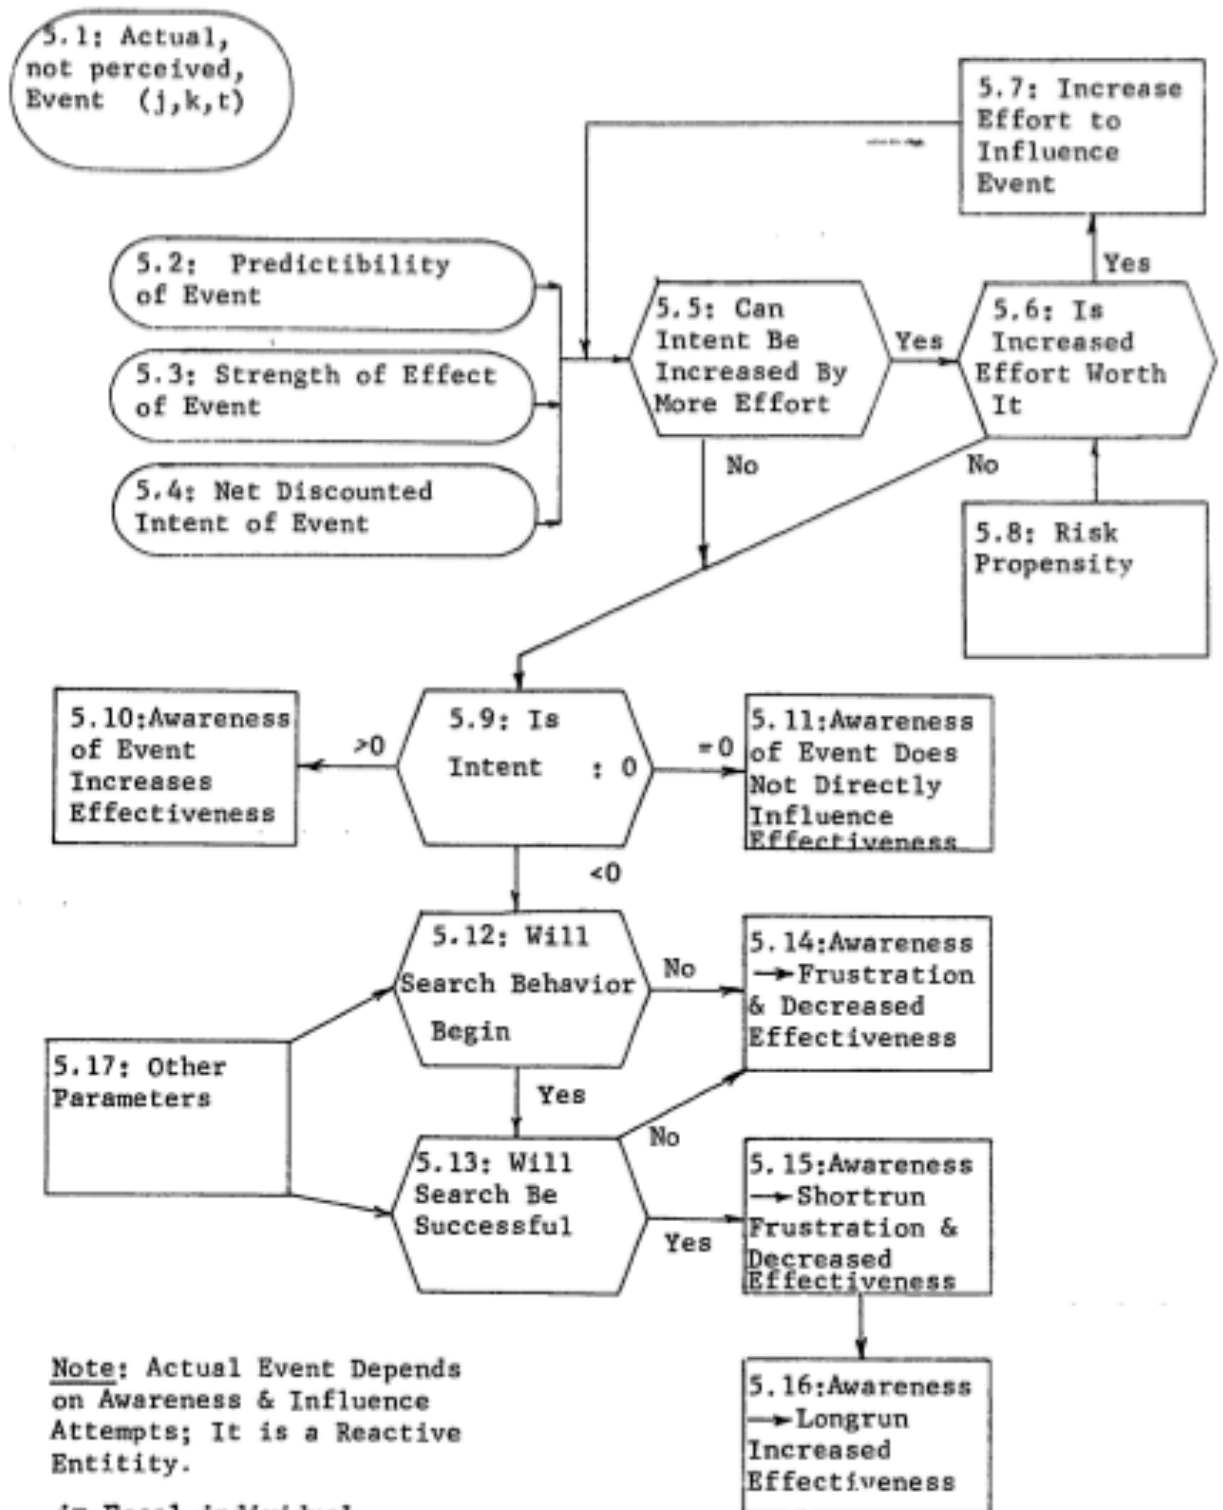 5.1: Actual,
not perceived,
Event (j,k,t)
5.7: Increase
Effort to
Influence
Event
5.2: Predictibility
of Event
5.3: Strength of Effect
of Event
5.4: Net Discounted
Intent of Event
5.5: Can
Intent Be
Increased By
More Effort
Yes
No
5.6: Is
Increased
Effort Worth
It
Yes
No
5.8: Risk
Propensity
5.9: Is
Intent : 0
>0
=0
<0
5.10:Awareness
of Event
Increases
Effectiveness
5.11:Awareness
of Event Does
Not Directly
Influence
Effectiveness
5.12: Will
Search Behavior
Begin
No
Yes
5.14:Awareness
→Frustration
& Decreased
Effectiveness
5.17: Other
Parameters
5.13: Will
Search Be
Successful
No
Yes
5.15:Awareness
→Shortrun
Frustration &
Decreased
Effectiveness
5.16:Awareness
→Longrun
Increased
Effectiveness
Note: Actual Event Depends
on Awareness & Influence
Attempts; It is a Reactive
Entitity.